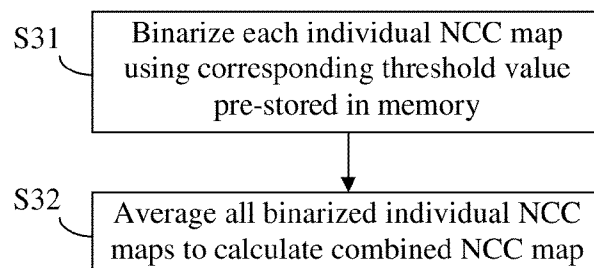 S31
Binarize each individual NCC map
using corresponding threshold value
pre-stored in memory
S32
Average all binarized individual NCC
maps to calculate combined NCC map